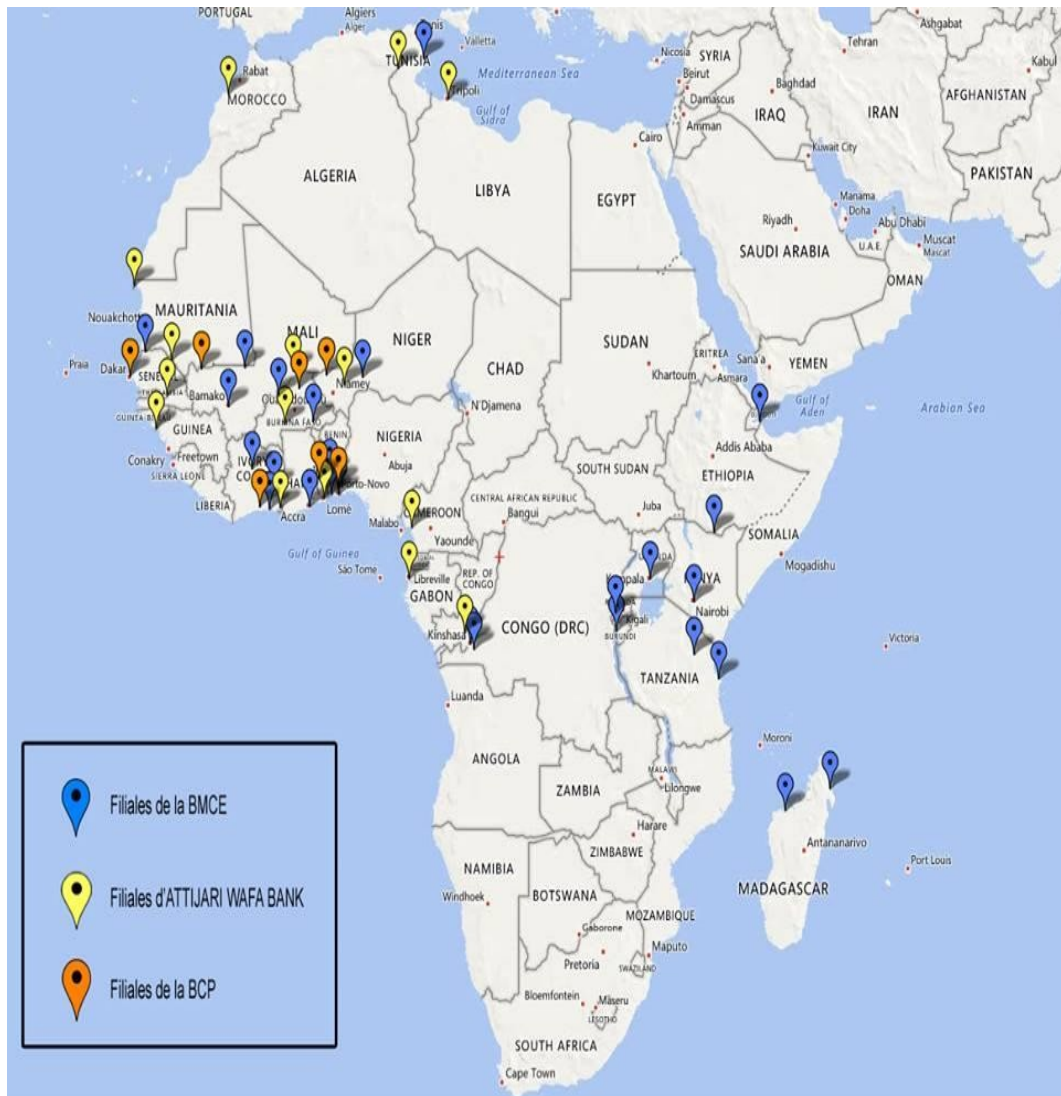 PORTUGAL
Algiers
Alger
Valletta
Nicosia
SYRIA
Tehran
Ashgabat
Kabul
Rabat
MOROCCO
TUNISIA
Tripoli
Mediterranean Sea
Gulf of
Sidra
Beirut
Damascus
Amman
Baghdad
IRAQ
IRAN
AFGHANISTAN
Cairo
Kuwait City
PAKISTAN
ALGERIA
LIBYA
EGYPT
Manama
Doha
Riyadh
Abu Dhabi
U.A.E.
Muscat
Mascat
SAUDI ARABIA
OMAN
MAURITANIA
MALI
NIGER
CHAD
SUDAN
Khartoum
ERITREA
Asmara
Sana'a
YEMEN
Praia
Dakar
Bamako
Niamey
N'Djamena
Gulf of
Aden
Arabian Sea
BURKINA FASO
BENIN
GUINEA
Conakry
Freetown
SIERRA LEONE
LIBERIA
Accra
Lomé
NIGERIA
Abuja
Addis Ababa
ETHIOPIA
SOUTH SUDAN
Juba
CENTRAL AFRICAN REPUBLIC
Bangui
SOMALIA
Mogadishu
Malabo
Yaounde
Gulf of Guinea
São Tome
Libreville
GABON
REP. OF
CONGO
Kinshasa
CONGO (DRC)
Kigali
BURUNDI
Nairobi
TANZANIA
Victoria
Luanda
ANGOLA
ZAMBIA
MALAWI
Lilongwe
Moroni
Harare
ZIMBABWE
Antananarivo
MADAGASCAR
Port Louis
NAMIBIA
Windhoek
BOTSWANA
Gaborone
MOZAMBIQUE
Maputo
Pretoria
SWAZILAND
Bloemfontein
Maseru
LESOTHO
SOUTH AFRICA
Cape Town
Filiales de la BMCE
Filiales d'ATTIJARI WAFA BANK
Filiales de la BCP